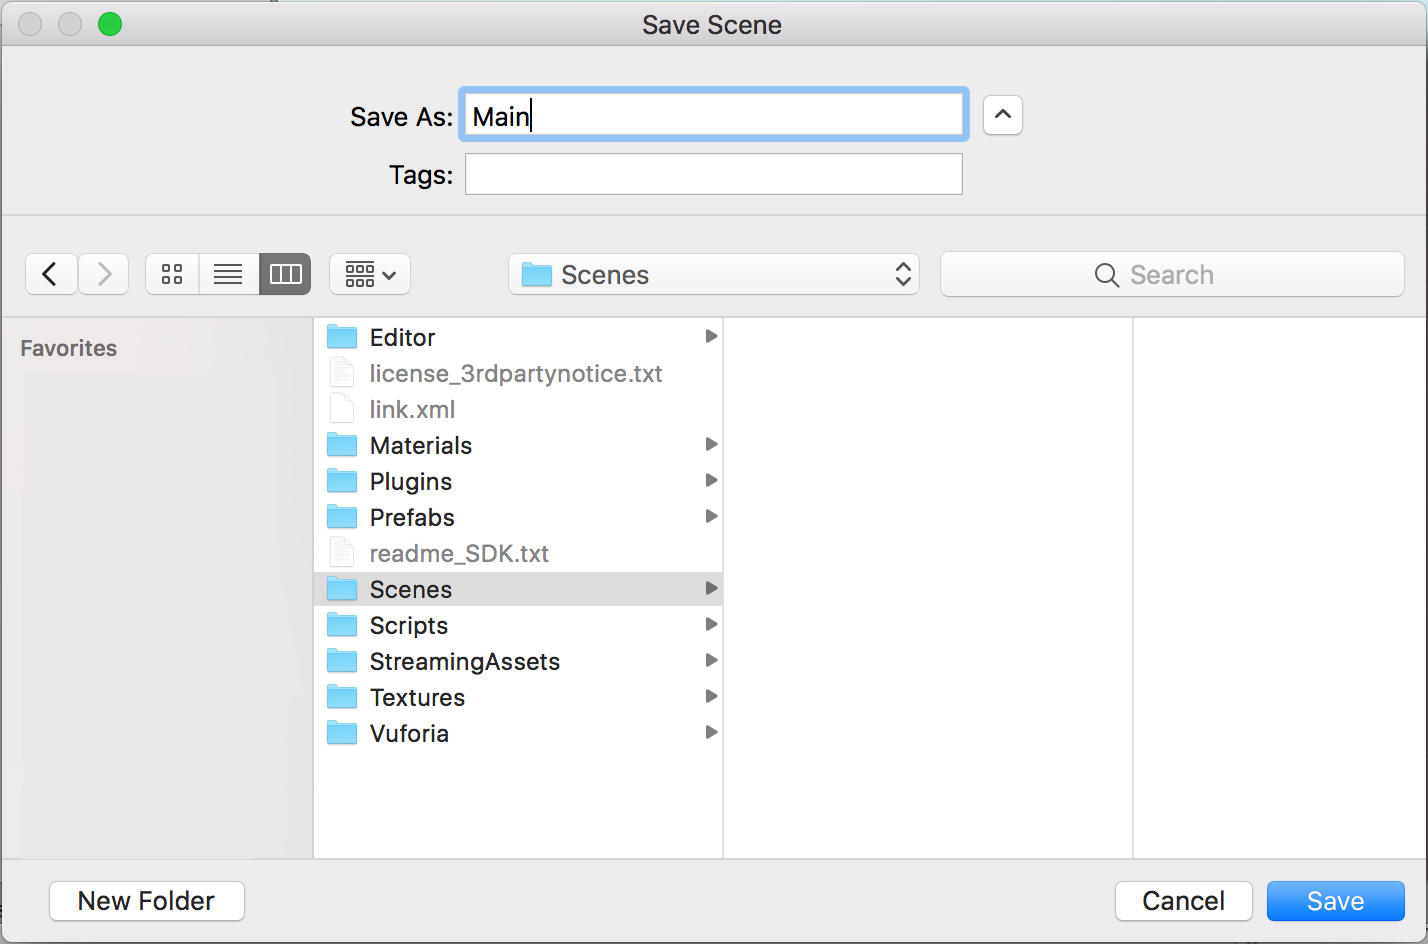 Save Scene
Save As: Main
Tags:
Scenes
Search
Favorites
Editor
license_3rdpartynotice.txt
link.xml
Materials
Plugins
Prefabs
readme_SDK.txt
Scenes
Scripts
StreamingAssets
Textures
Vuforia
New Folder
Cancel
Save